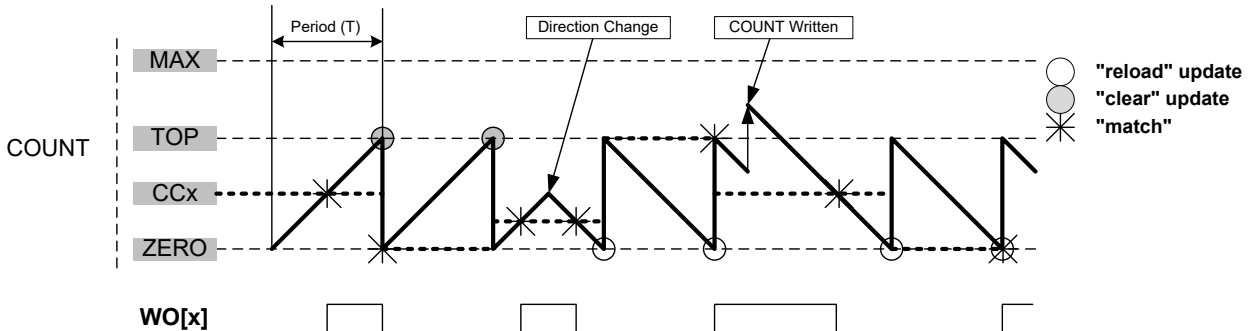 Period (T)
Direction Change
COUNT Written
MAX
"reload" update
"clear" update
"match"
TOP
COUNT
CCx
ZERO
WO[x]